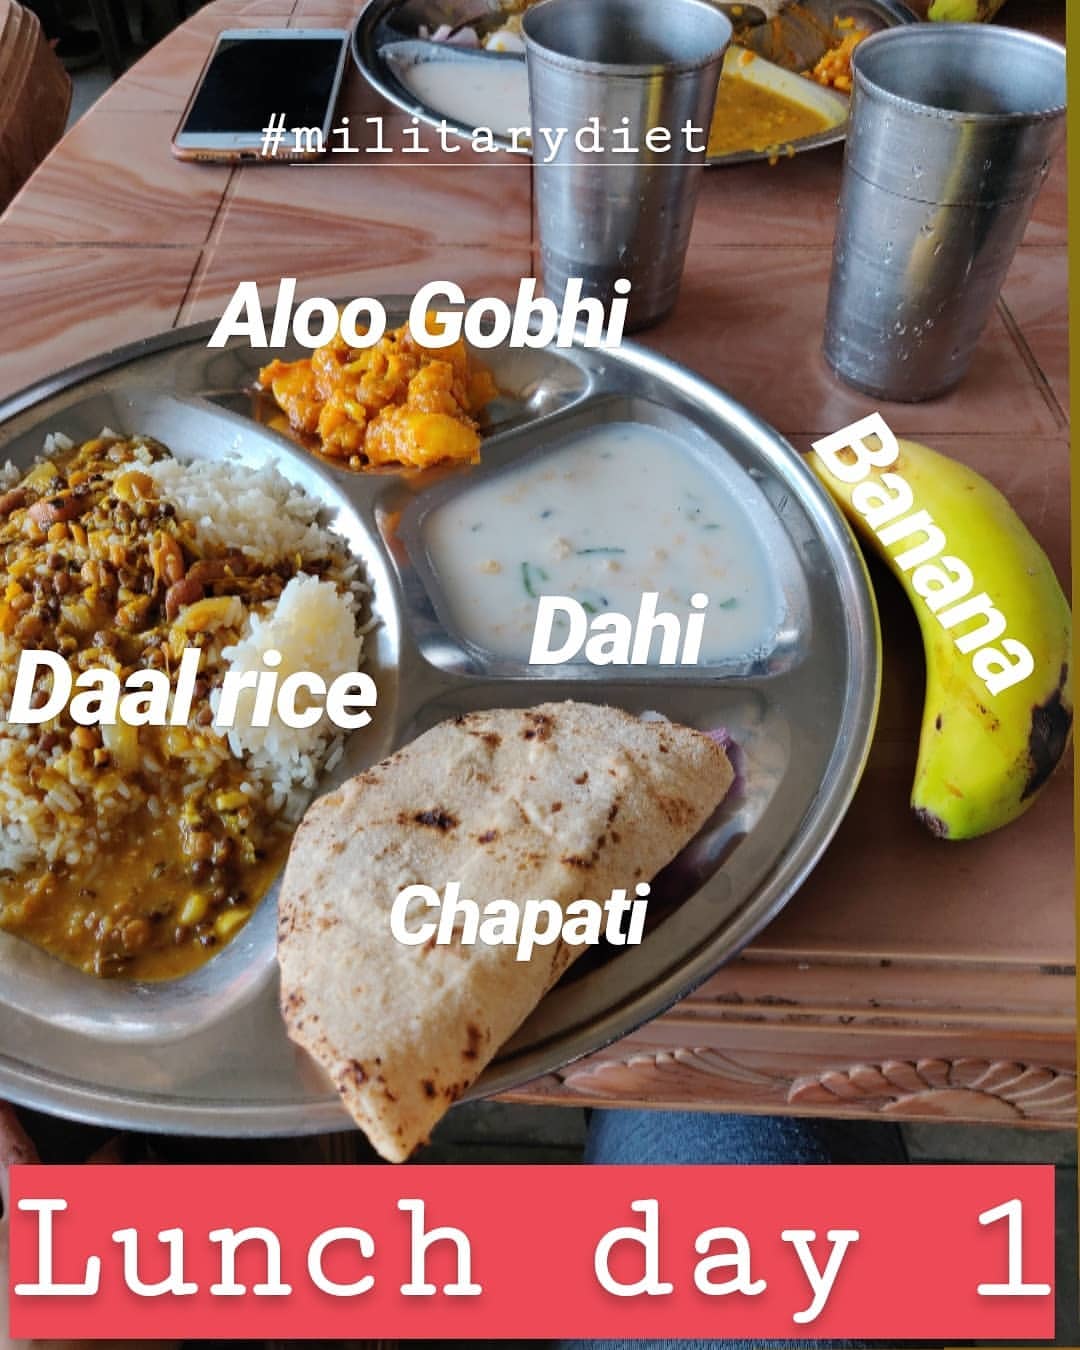 #militarydiet
Aloo Gobhi
Banana
Dahi
Daal rice
Chapati
Lunch day 1